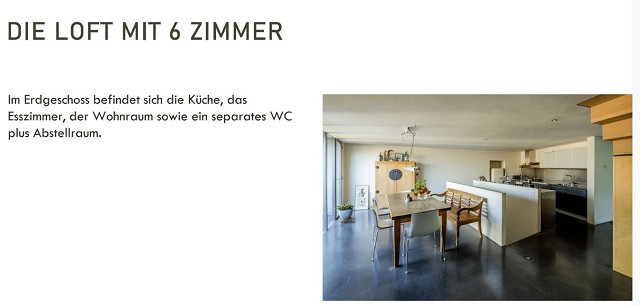 DIE LOFT MIT 6 ZIMMER
Im Erdgeschoss befindet sich die Küche, das
Esszimmer, der Wohnraum sowie ein separates WC
plus Abstellraum.